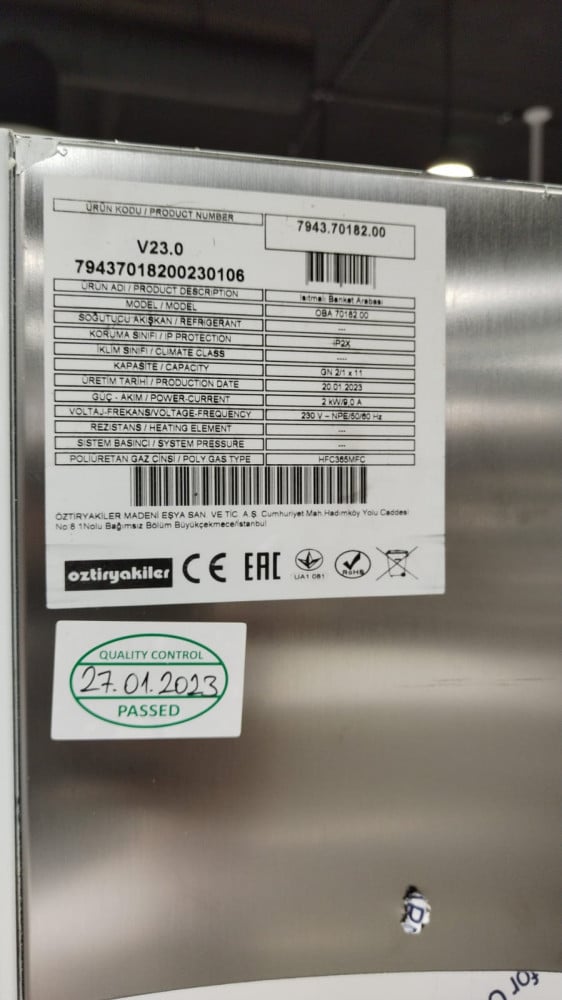 ÜRÜN KODU / PRODUCT NUMBER 7943.70182.00
V23.0
79437018200230106
ÜRÜN ADI / PRODUCT DESCRIPTION Isıtmalı Banket Arabası
MODEL / MODEL OBA 70182.00
SOĞUTUCU AKIŞKAN / REFRIGERANT ---
KORUMA SINIFI / IP PROTECTION IP2X
İKLİM SINIFI / CLIMATE CLASS ---
KAPASİTE / CAPACITY GN 2/1 x 11
ÜRETİM TARİHİ / PRODUCTION DATE 20.01.2023
GÜÇ - AKIM / POWER-CURRENT 2 kW/9,0 A
VOLTAJ-FREKANS/VOLTAGE-FREQUENCY 230 V - NPE/50/60 Hz
REZİSTANS / HEATING ELEMENT ---
SİSTEM BASINCI / SYSTEM PRESSURE ---
POLİÜRETAN GAZ CİNSİ / POLY GAS TYPE HFC365MFC
ÖZTİRYAKİLER MADENİ EŞYA SAN. VE TİC. A.Ş. Cumhuriyet Mah.Hadımköy Yolu Caddesi
No:8 1Nolu Bağımsız Bölüm Büyükçekmece/İstanbul
oztiryakiler CE EAC UA1 081 RoHS
QUALITY CONTROL
27.01.2023
PASSED
for